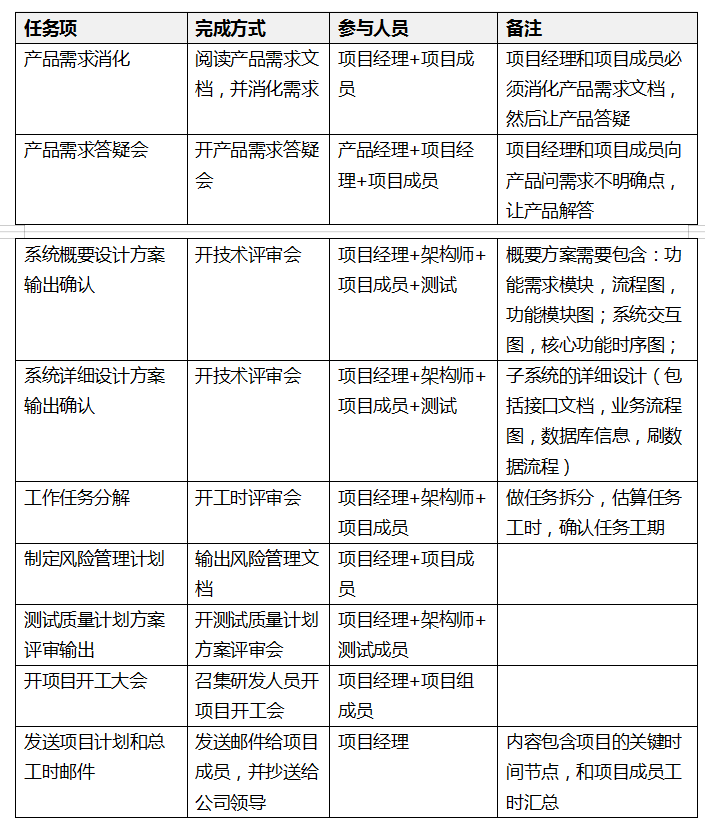 任务项 完成方式 参与人员 备注
产品需求消化 阅读产品需求文 项目经理+项目成 项目经理和项目成员必
档，并消化需求 员 须消化产品需求文档，
然后让产品答疑
产品需求答疑会 开产品需求答疑 产品经理+项目经 项目经理和项目成员向
会 理+项目成员 产品问需求不明确点，
让产品解答
系统概要设计方案 开技术评审会 项目经理+架构师+ 概要方案需要包含：功
输出确认 项目成员+测试 能需求模块，流程图，
功能模块图；系统交互
图，核心功能时序图；
系统详细设计方案 开技术评审会 项目经理+架构师+ 子系统的详细设计（包
输出确认 项目成员+测试 括接口文档，业务流程
图，数据库信息，刷数
据流程）
工作任务分解 开工时评审会 项目经理+架构师+ 做任务拆分，估算任务
项目成员 工时，确认任务工期
制定风险管理计划 输出风险管理文 项目经理+项目成
档 员
测试质量计划方案 开测试质量计划 项目经理+架构师+
评审输出 方案评审会 测试成员
开项目开工大会 召集研发人员开 项目经理+项目组
项目开工会 成员
发送项目计划和总 发送邮件给项目 项目经理 内容包含项目的关键时
工时邮件 成员，并抄送给 间节点，和项目成员工
公司领导 时汇总